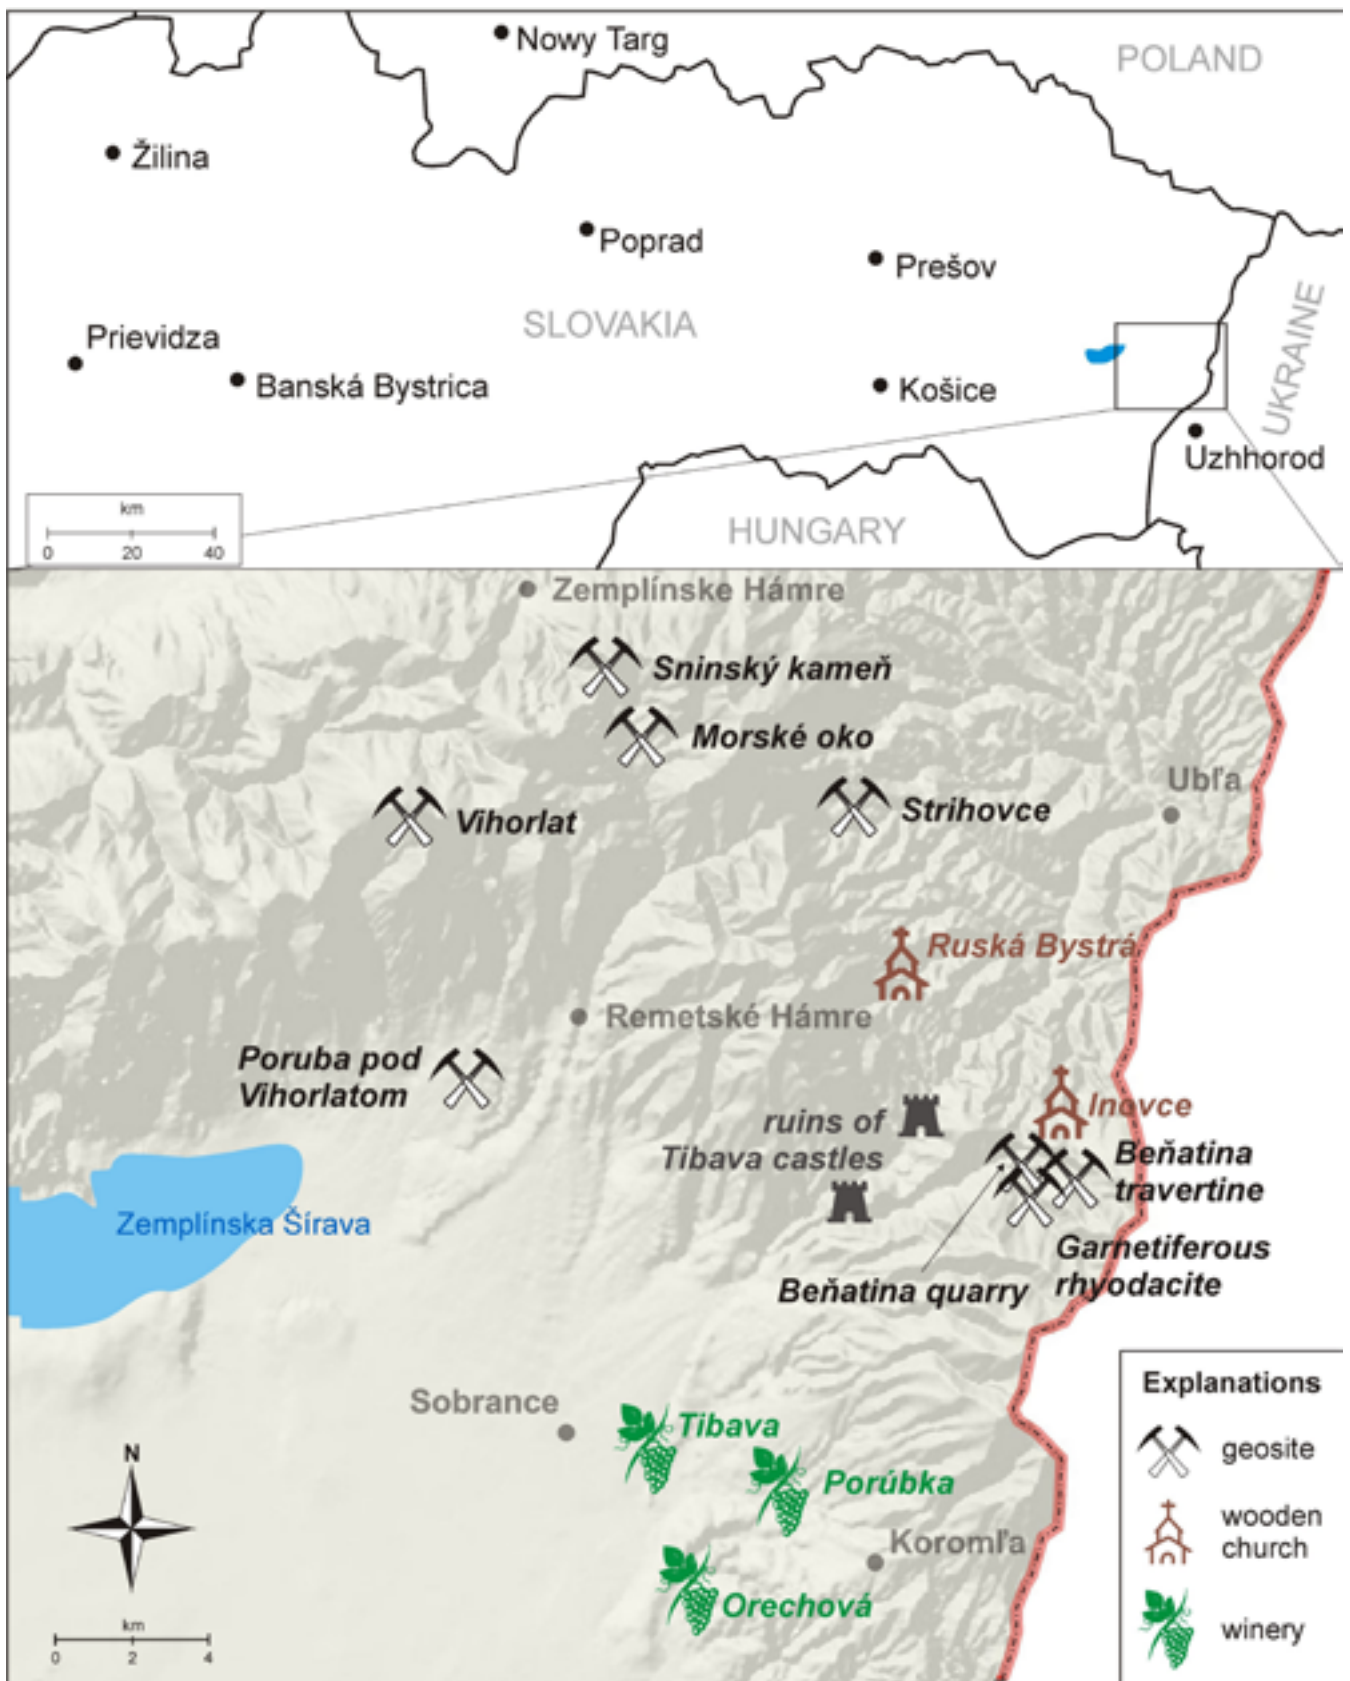 Nowy Targ
POLAND
Žilina
Poprad
Prešov
SLOVAKIA
UKRAINE
Prievidza
Banská Bystrica
Košice
Uzhhorod
km
0 20 40
HUNGARY
Zemplínske Hámre
Sninský kameň
Morské oko
Ubľa
Vihorlat
Strihovce
Ruská Bystrá
Remetské Hámre
Poruba pod
Vihorlatom
ruins of
Tibava castles
Inovce
Beňatina
travertine
Zemplínska Šírava
Garnetiferous
rhyodacite
Beňatina quarry
Sobrance
Tibava
Porúbka
Koromľa
Orechová
N
km
0 2 4
Explanations
geosite
wooden
church
winery